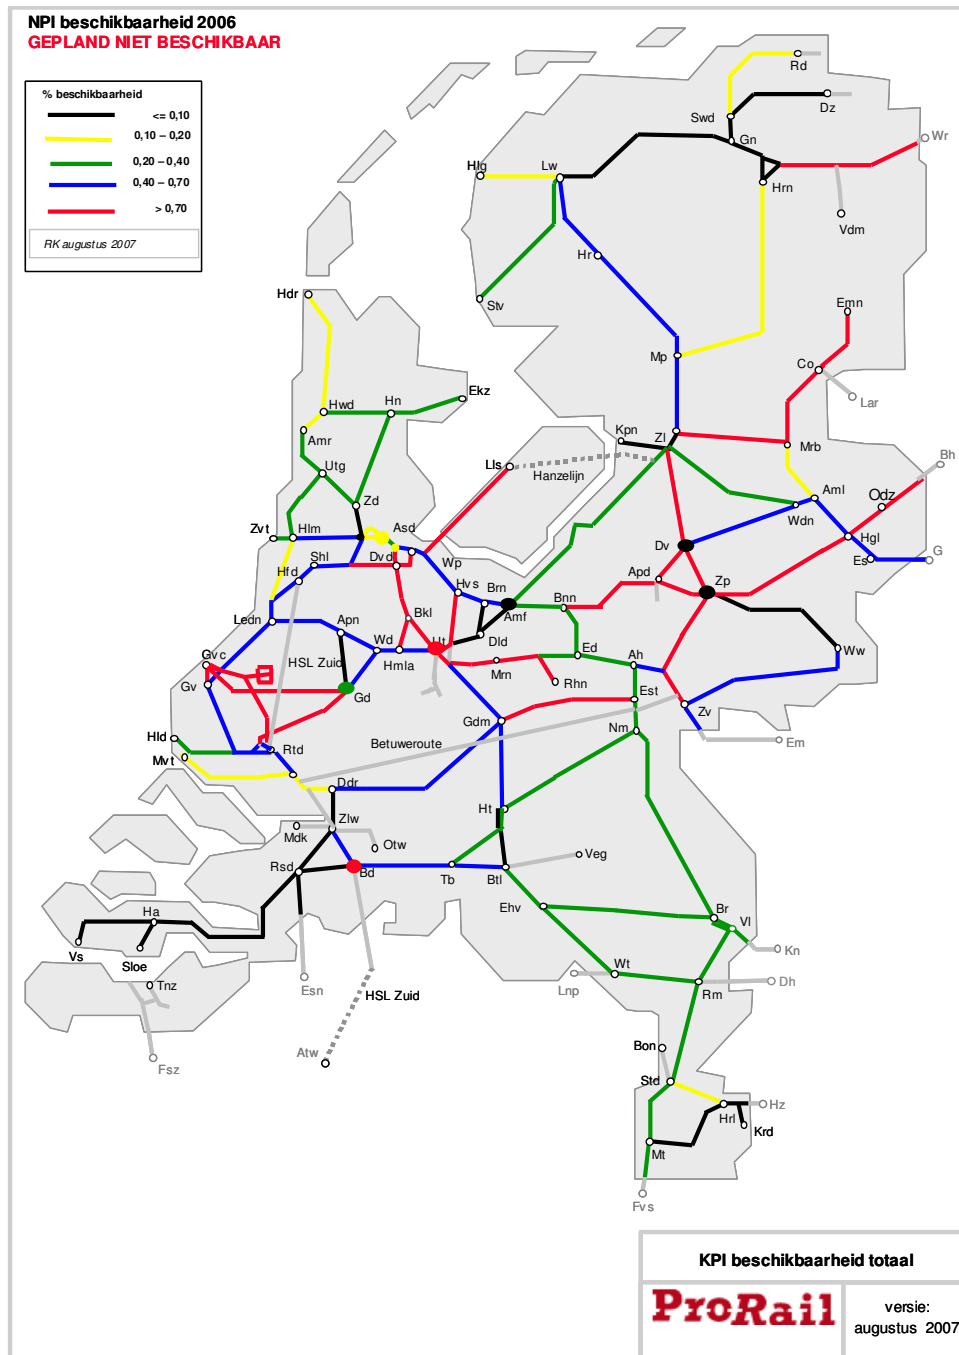 NPI beschikbaarheid 2006
GEPLAND NIET BESCHIKBAAR
% beschikbaarheid
<= 0,10
0,10 – 0,20
0,20 – 0,40
0,40 – 0,70
> 0,70
RK augustus 2007
Rd
Dz
Swd
Gn
Wr
Hlg
Lw
Hrn
Vdm
Hr
Stv
Hdr
Emn
Mp
Co
Lar
Ekz
Hwd
Hn
Amr
Kpn
Zl
Mrb
Bh
Utg
Lls
Hanzelijn
Zd
Aml
Odz
Wdn
Zvt
Hlm
Asd
Hgl
Shl
Dvd
Wp
Dv
Es
G
Hfd
Hvs
Brn
Apd
Zp
Bnn
Amf
Ledn
Apn
Bkl
Dld
Wd
Ut
Hmla
Gvc
HSL Zuid
Ed
Ah
Ww
Mrn
Rhn
Gv
Gd
Est
Zv
Gdm
Nm
Em
Hld
Rtd
Betuweroute
Mvt
Ddr
Ht
Zlw
Mdk
Otw
Veg
Rsd
Bd
Tb
Btl
Ehv
Br
Vl
Ha
Kn
Vs
Sloe
Wt
Tnz
Esn
Lnp
Rm
Dh
HSL Zuid
Atw
Bon
Fsz
Std
Hrl
Hz
Krd
Mt
Fvs
KPI beschikbaarheid totaal
ProRail
versie:
augustus 2007